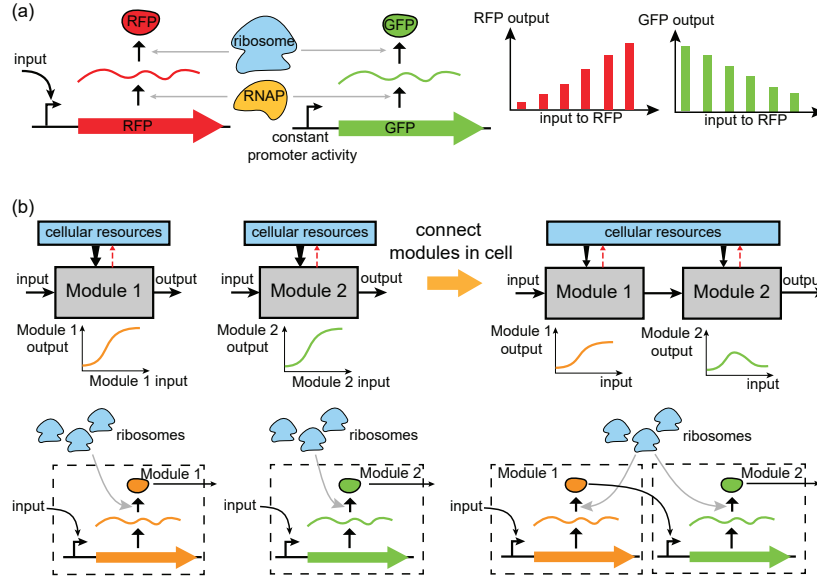 (a)
RFP
ribosome
GFP
input
RNAP
RFP
GFP
constant
promoter activity
RFP output
input to RFP
GFP output
input to RFP
(b)
cellular resources
input
Module 1
output
Module 1
output
Module 1 input
cellular resources
input
Module 2
output
Module 2
output
Module 2 input
connect
modules in cell
cellular resources
input
Module 1
Module 2
output
Module 1
output
input
Module 2
output
input
ribosomes
Module 1
input
ribosomes
Module 2
input
ribosomes
Module 1
input
Module 2